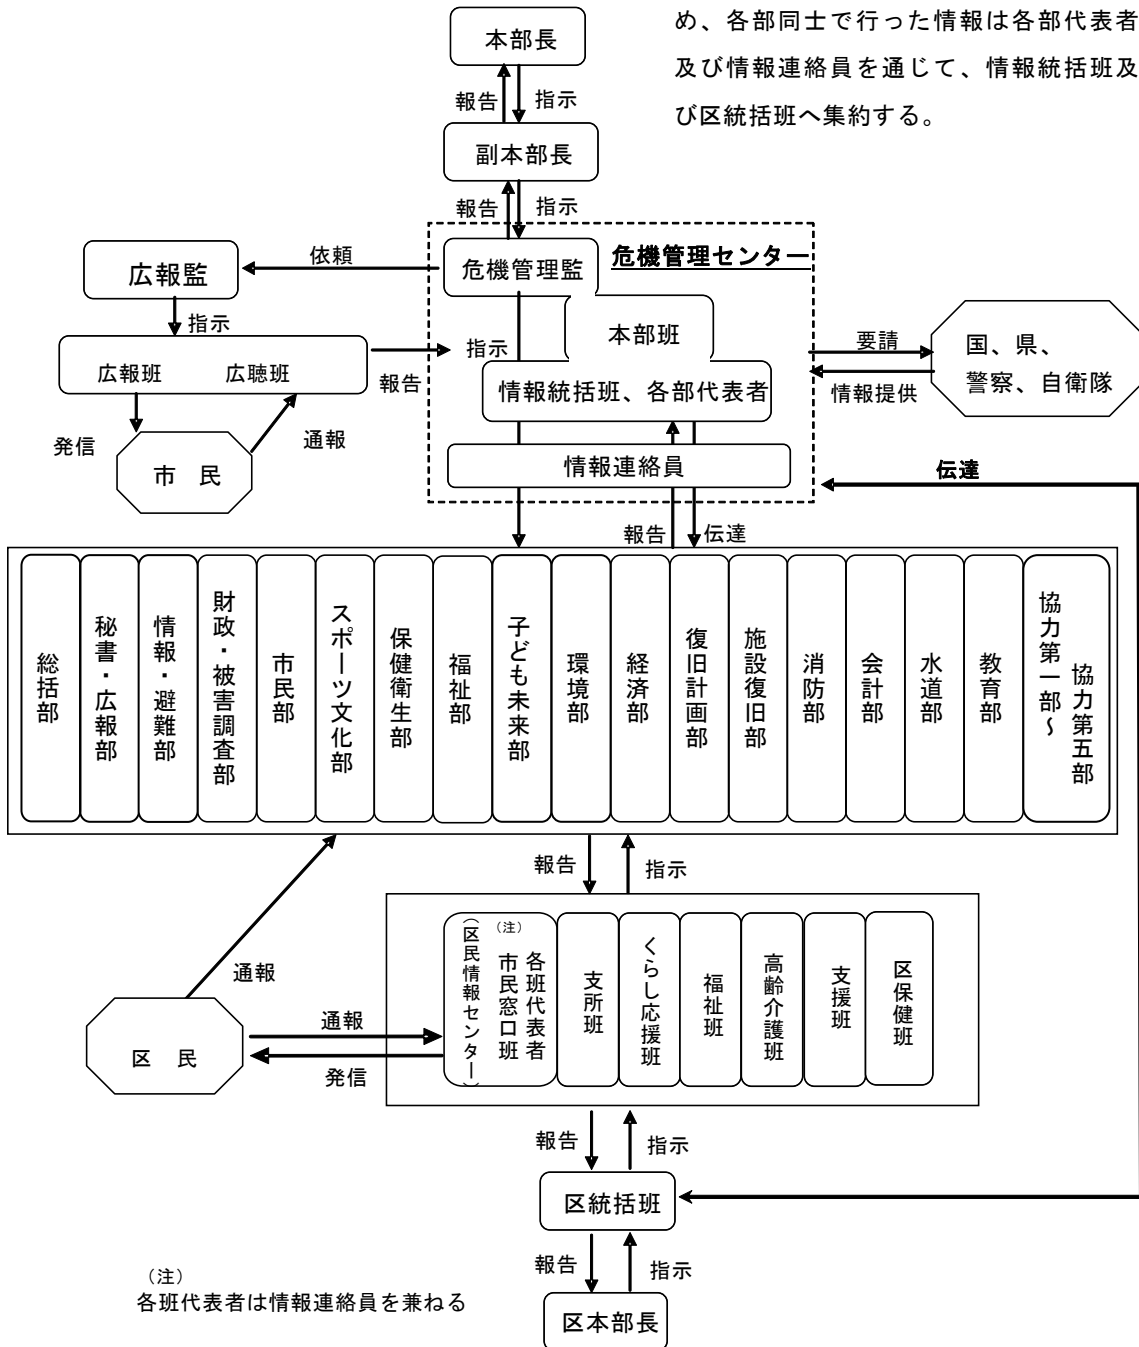 め、各部同士で行った情報は各部代表者
及び情報連絡員を通じて、情報統括班及
び区統括班へ集約する。
本部長
報告
指示
副本部長
報告
指示
危機管理センター
危機管理監
依頼
広報監
指示
広報班　広聴班
報告
指示
本部班
情報統括班、各部代表者
情報連絡員
要請
情報提供
国、県、
警察、自衛隊
発信
通報
市　民
伝達
報告
伝達
総括部
秘書・広報部
情報・避難部
財政・被害調査部
市民部
スポーツ文化部
保健衛生部
福祉部
子ども未来部
環境部
経済部
復旧計画部
施設復旧部
消防部
会計部
水道部
教育部
協力第一部～
協力第五部
報告
指示
通報
区　民
通報
発信
（注）
各班代表者
市民窓口班
（区民情報センター）
支所班
くらし応援班
福祉班
高齢介護班
支援班
区保健班
報告
指示
区統括班
報告
指示
区本部長
（注）
各班代表者は情報連絡員を兼ねる